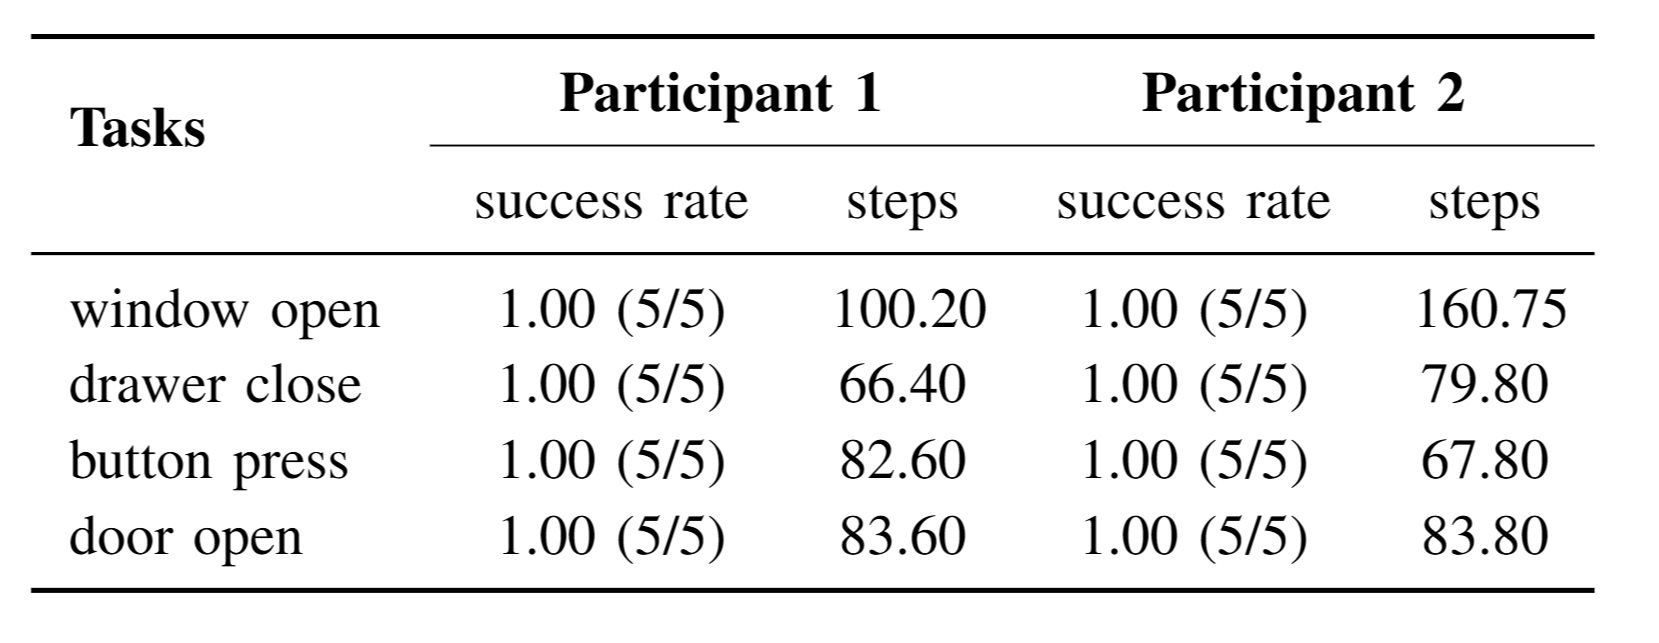 Tasks Participant 1 Participant 2
success rate steps success rate steps
window open 1.00 (5/5) 100.20 1.00 (5/5) 160.75
drawer close 1.00 (5/5) 66.40 1.00 (5/5) 79.80
button press 1.00 (5/5) 82.60 1.00 (5/5) 67.80
door open 1.00 (5/5) 83.60 1.00 (5/5) 83.80